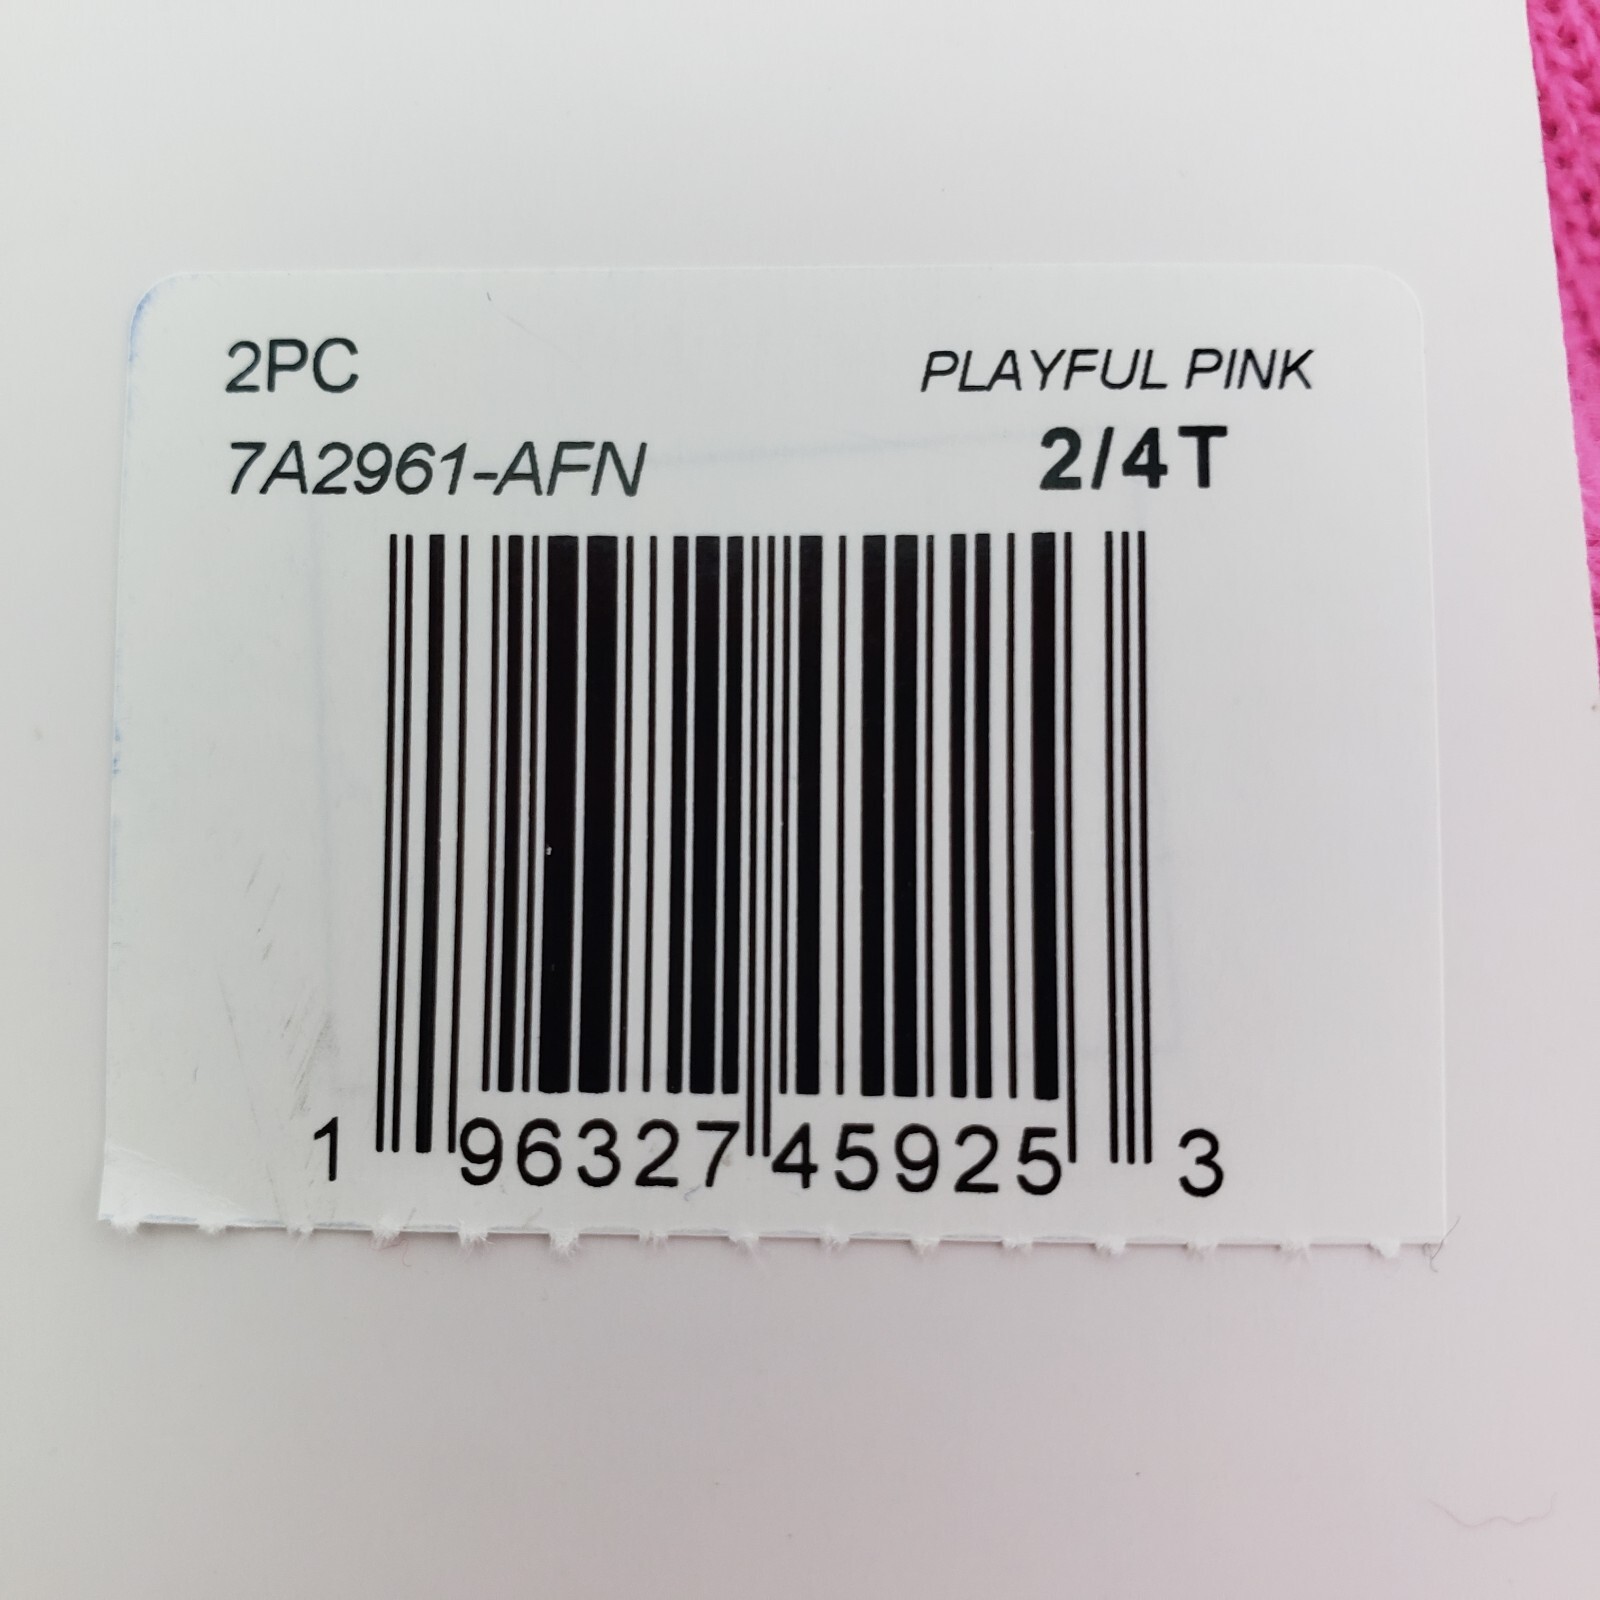 2PC PLAYFUL PINK
7A2961-AFN 2/4T
1 96327 45925 3